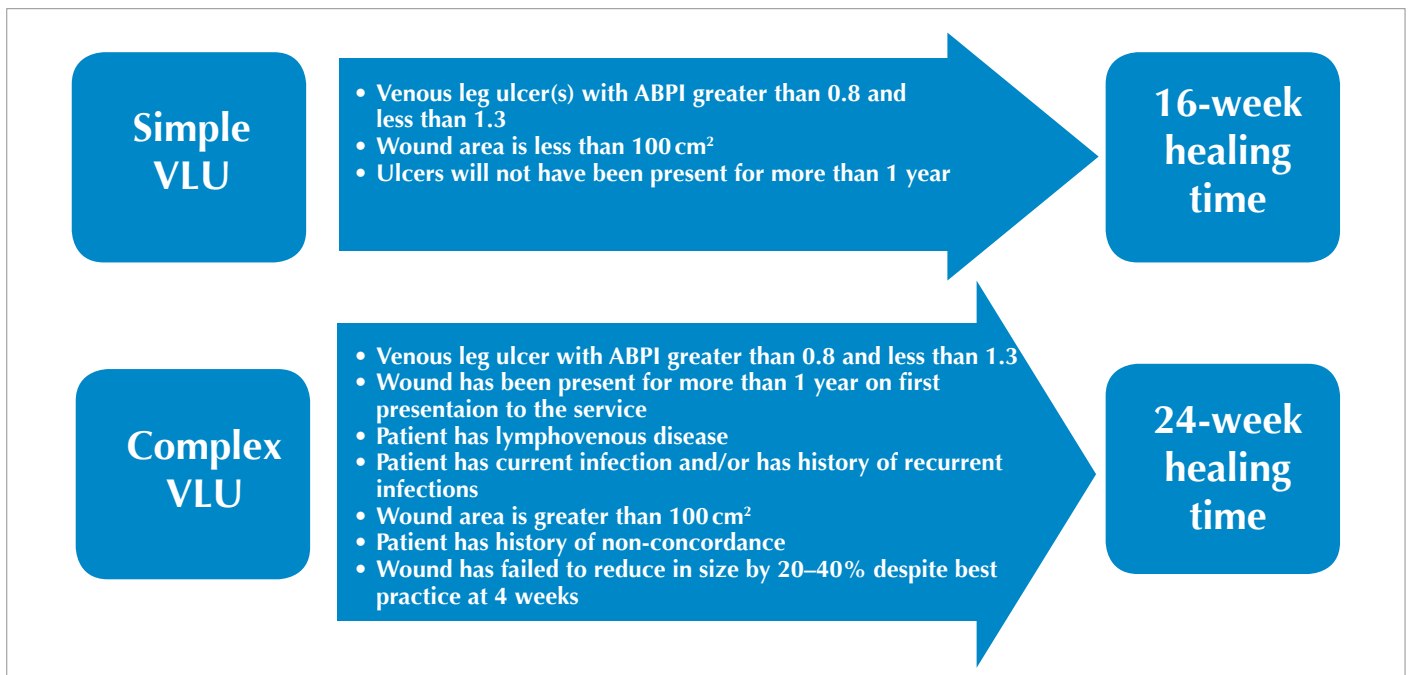 Simple
VLU
• Venous leg ulcer(s) with ABPI greater than 0.8 and
less than 1.3
• Wound area is less than 100 cm²
• Ulcers will not have been present for more than 1 year
16-week
healing
time
Complex
VLU
• Venous leg ulcer with ABPI greater than 0.8 and less than 1.3
• Wound has been present for more than 1 year on first
presentaion to the service
• Patient has lymphovenous disease
• Patient has current infection and/or has history of recurrent
infections
• Wound area is greater than 100 cm²
• Patient has history of non-concordance
• Wound has failed to reduce in size by 20–40% despite best
practice at 4 weeks
24-week
healing
time